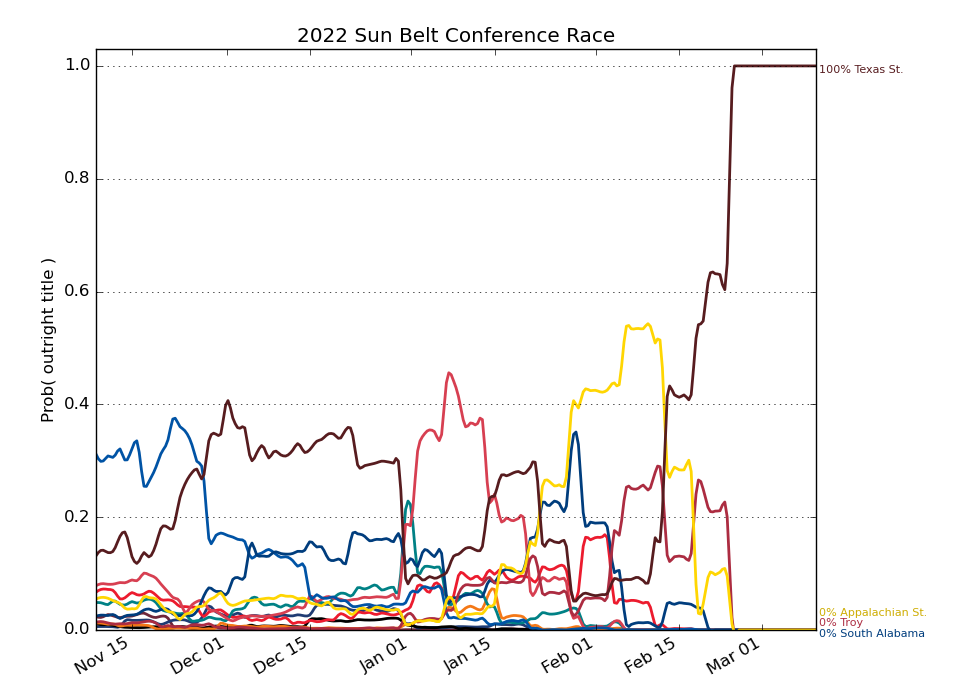 2022 Sun Belt Conference Race
Prob( outright title )
1.0
0.8
0.6
0.4
0.2
0.0
100% Texas St.
0% Appalachian St.
0% Troy
0% South Alabama
Nov 15
Dec 01
Dec 15
Jan 01
Jan 15
Feb 01
Feb 15
Mar 01